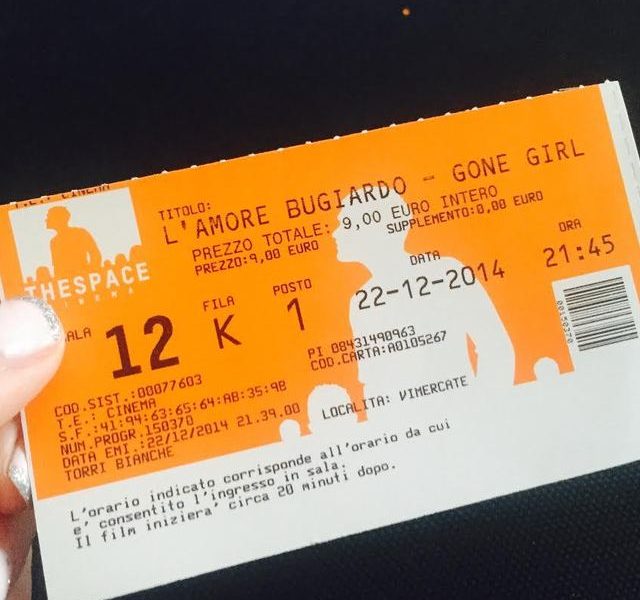 THESPACE
CINEMA
TITOLO:
L'AMORE BUGIARDO - GONE GIRL
PREZZO TOTALE: 9,00 EURO INTERO
PREZZO:9,00 EURO SUPPLEMENTO:0,00 EURO
ALA 12
FILA K
POSTO 1
DATA 22-12-2014
ORA 21:45
PI 08431490963
COD.CARTA:A0105267
COD.SIST.:00077603
T.E.: CINEMA
S.F.:41:94:63:65:64:AB:35:9B
NUM.PROGR.150370
DATA EMI.:22/12/2014 21.39.00
TORRI BIANCHE
LOCALITA: VIMERCATE
03150370
L'orario indicato corrisponde all'orario da cui
e' consentito l'ingresso in sala.
Il film iniziera' circa 20 minuti dopo.